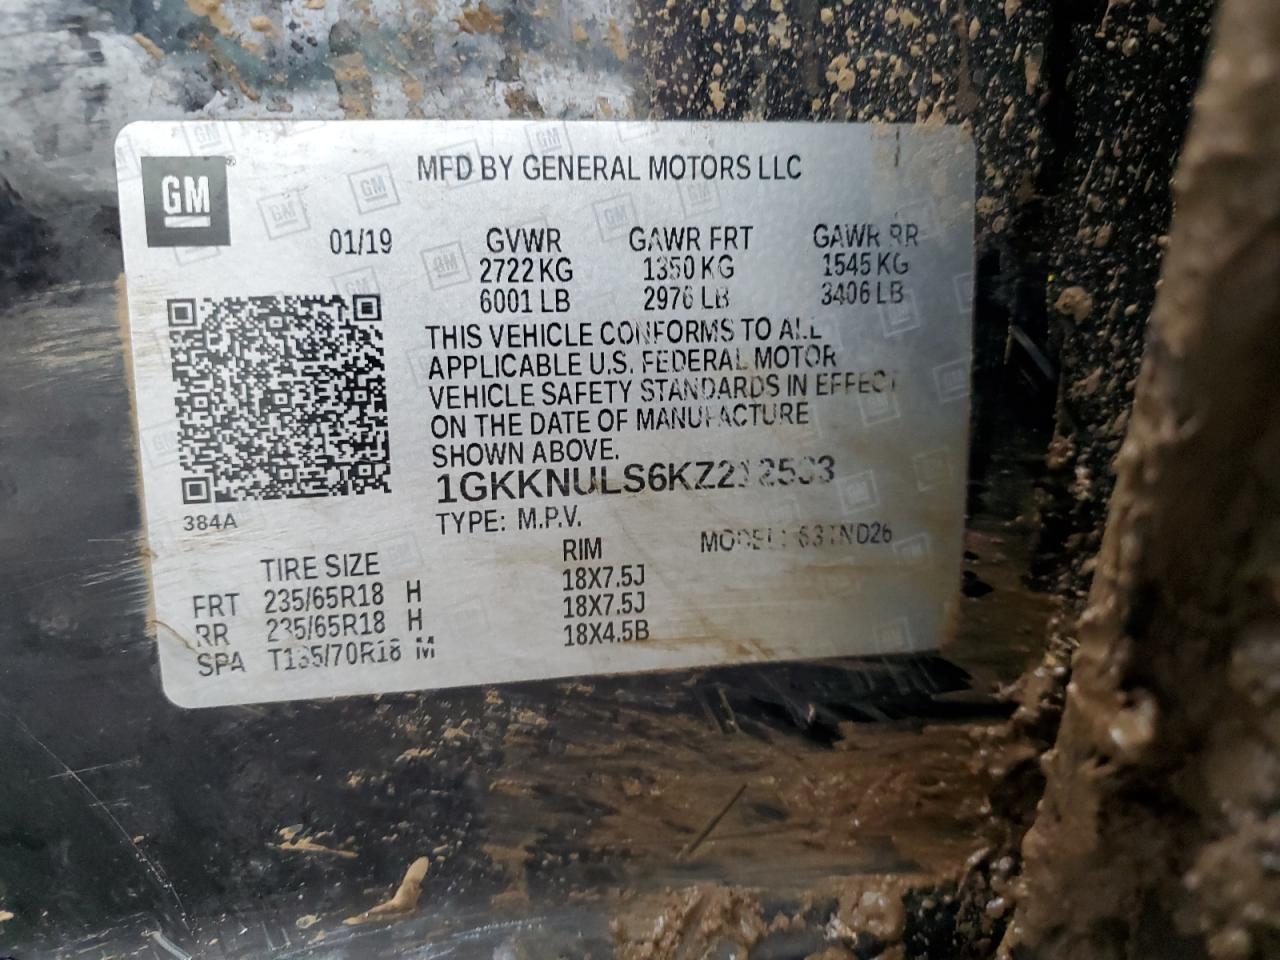 GM
MFD BY GENERAL MOTORS LLC
01/19 GVWR GAWR FRT GAWR RR
2722 KG 1350 KG 1545 KG
6001 LB 2976 LB 3406 LB
THIS VEHICLE CONFORMS TO ALL
APPLICABLE U.S. FEDERAL MOTOR
VEHICLE SAFETY STANDARDS IN EFFECT
ON THE DATE OF MANUFACTURE
SHOWN ABOVE.
384A
TYPE: M.P.V.
MODEL:
TIRE SIZE RIM
FRT 235/65R18 H 18X7.5J
RR 235/65R18 H 18X7.5J
SPA T135/70R18 M 18X4.5B